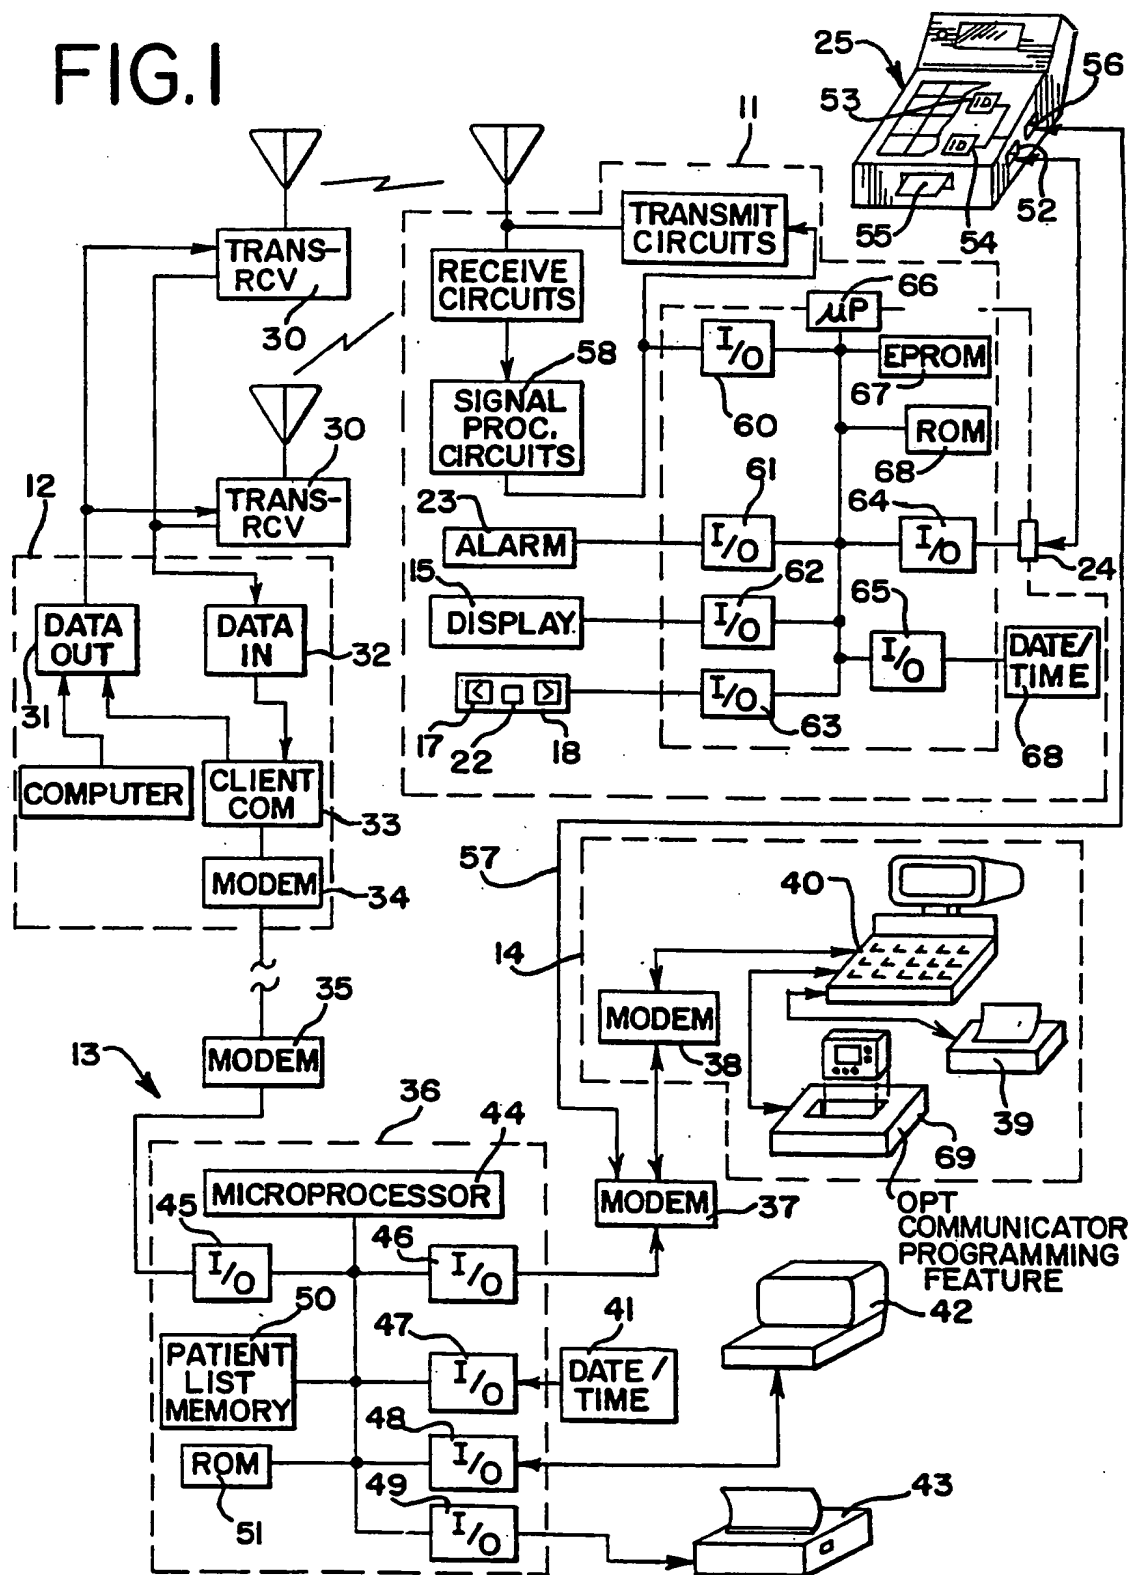 FIG. 1
25
56
53
11
52
55
54
TRANSMIT
CIRCUITS
TRANS-
RCV
30
RECEIVE
CIRCUITS
66
μP
I/O
60
EPROM
67
58
SIGNAL
PROC.
CIRCUITS
ROM
68
30
TRANS-
RCV
12
61
I/O
64
I/O
24
23
ALARM
15
DISPLAY
62
I/O
65
I/O
DATE/
TIME
68
DATA
OUT
31
DATA
IN
32
< >
17
22
18
I/O
63
COMPUTER
CLIENT
COM
33
MODEM
34
57
14
40
35
MODEM
13
MODEM
38
39
69
OPT
COMMUNICATOR
PROGRAMMING
FEATURE
36
44
MICROPROCESSOR
MODEM
37
45
I/O
46
I/O
50
PATIENT
LIST
MEMORY
47
I/O
41
DATE/
TIME
42
48
I/O
ROM
51
49
I/O
43
ID
ID